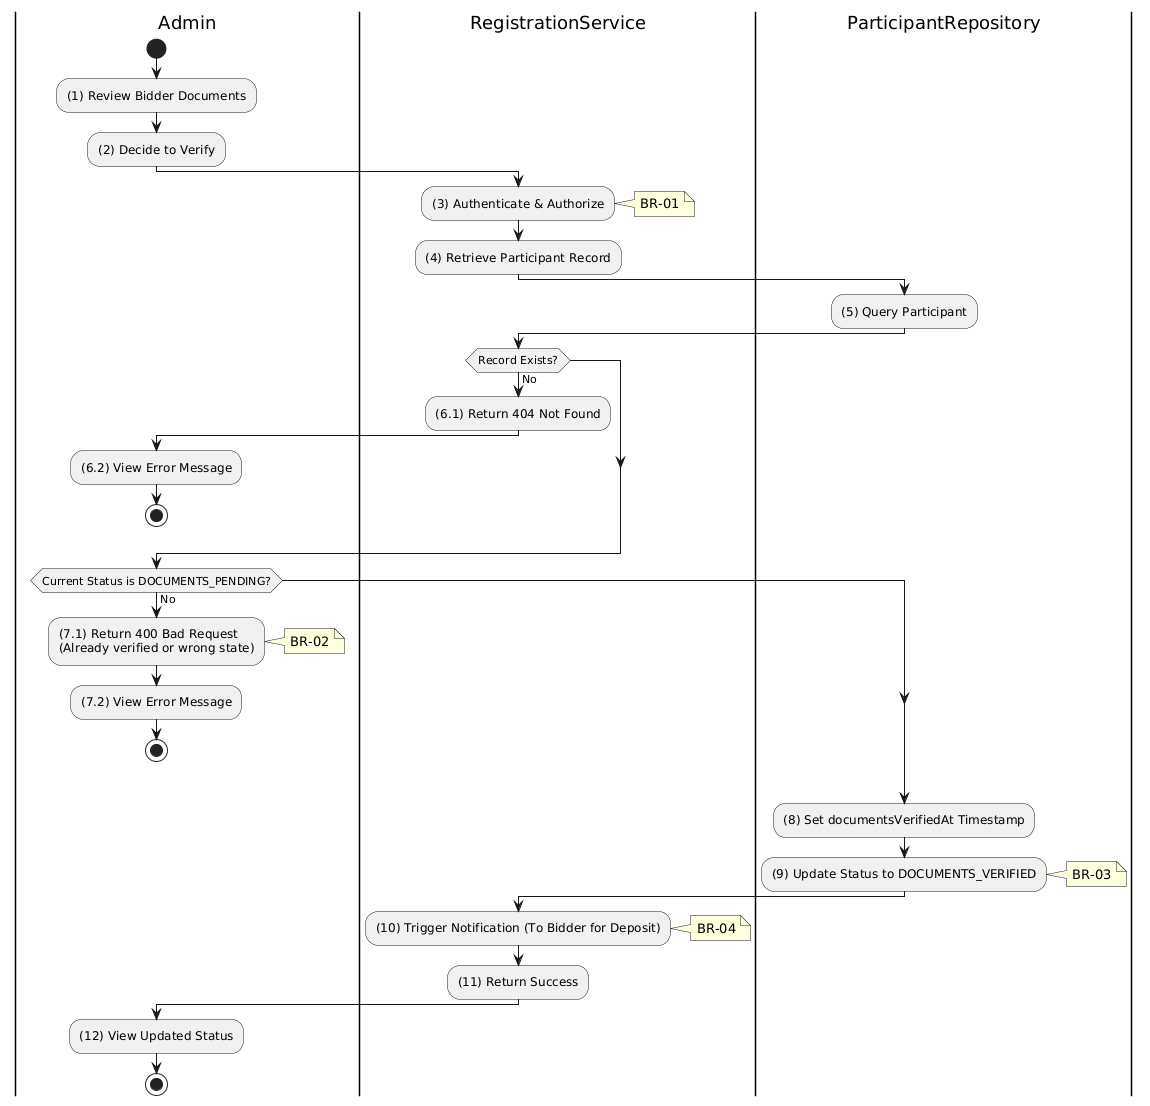 Admin
RegistrationService
ParticipantRepository
(1) Review Bidder Documents
(2) Decide to Verify
(3) Authenticate & Authorize
BR-01
(4) Retrieve Participant Record
(5) Query Participant
Record Exists?
No
(6.1) Return 404 Not Found
(6.2) View Error Message
Current Status is DOCUMENTS_PENDING?
No
(7.1) Return 400 Bad Request
(Already verified or wrong state)
BR-02
(7.2) View Error Message
(8) Set documentsVerifiedAt Timestamp
(9) Update Status to DOCUMENTS_VERIFIED
BR-03
(10) Trigger Notification (To Bidder for Deposit)
BR-04
(11) Return Success
(12) View Updated Status